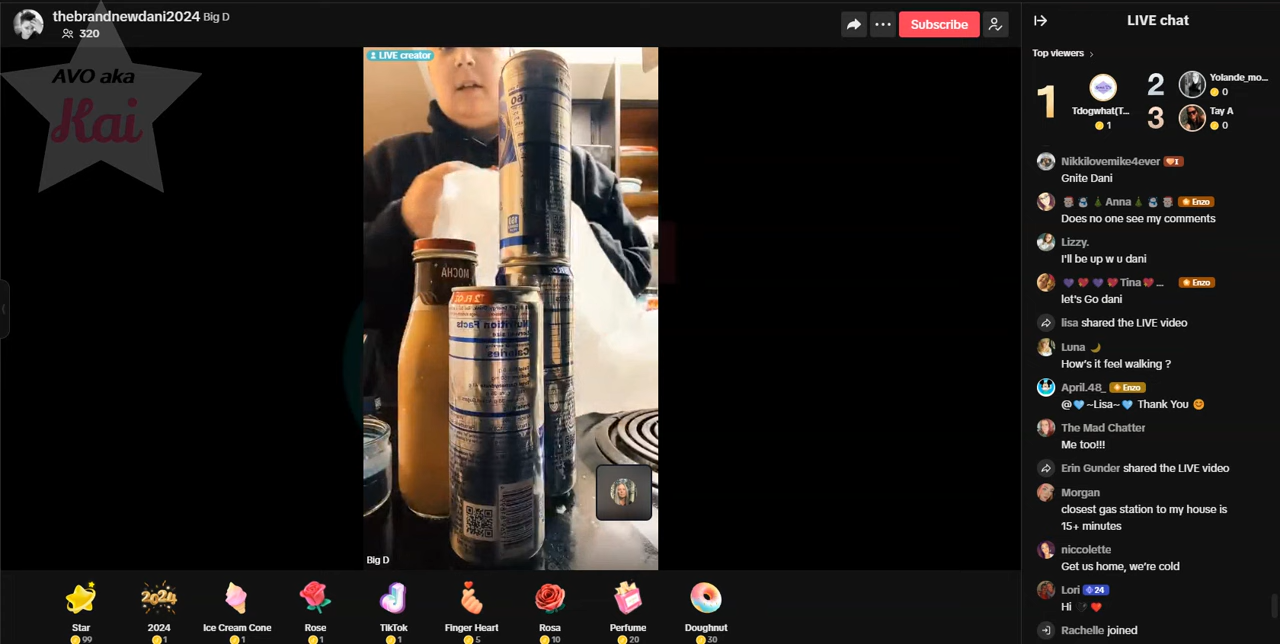 thebrandnewdani2024 Big D
320
Subscribe
AVO aka
Kai
LIVE creator
MOCHA
Nutrition Facts
Calories
Big D
Star
99
2024
1
Ice Cream Cone
1
Rose
1
TikTok
1
Finger Heart
5
Rosa
10
Perfume
20
Doughnut
30
LIVE chat
Top viewers >
1
Tdogwhat(T...
1
2
Yolande_mo...
0
3
Tay A
0
Nikkilovemike4ever I
Gnite Dani
Anna Enzo
Does no one see my comments
Lizzy.
I'll be up w u dani
Tina ... Enzo
let's Go dani
lisa shared the LIVE video
Luna 🌙
How's it feel walking ?
April.48_ Enzo
@💙~Lisa~💙 Thank You 😊
The Mad Chatter
Me too!!!
Erin Gunder shared the LIVE video
Morgan
closest gas station to my house is
15+ minutes
niccolette
Get us home, we're cold
Lori 24
Hi 🖤❤️
Rachelle joined